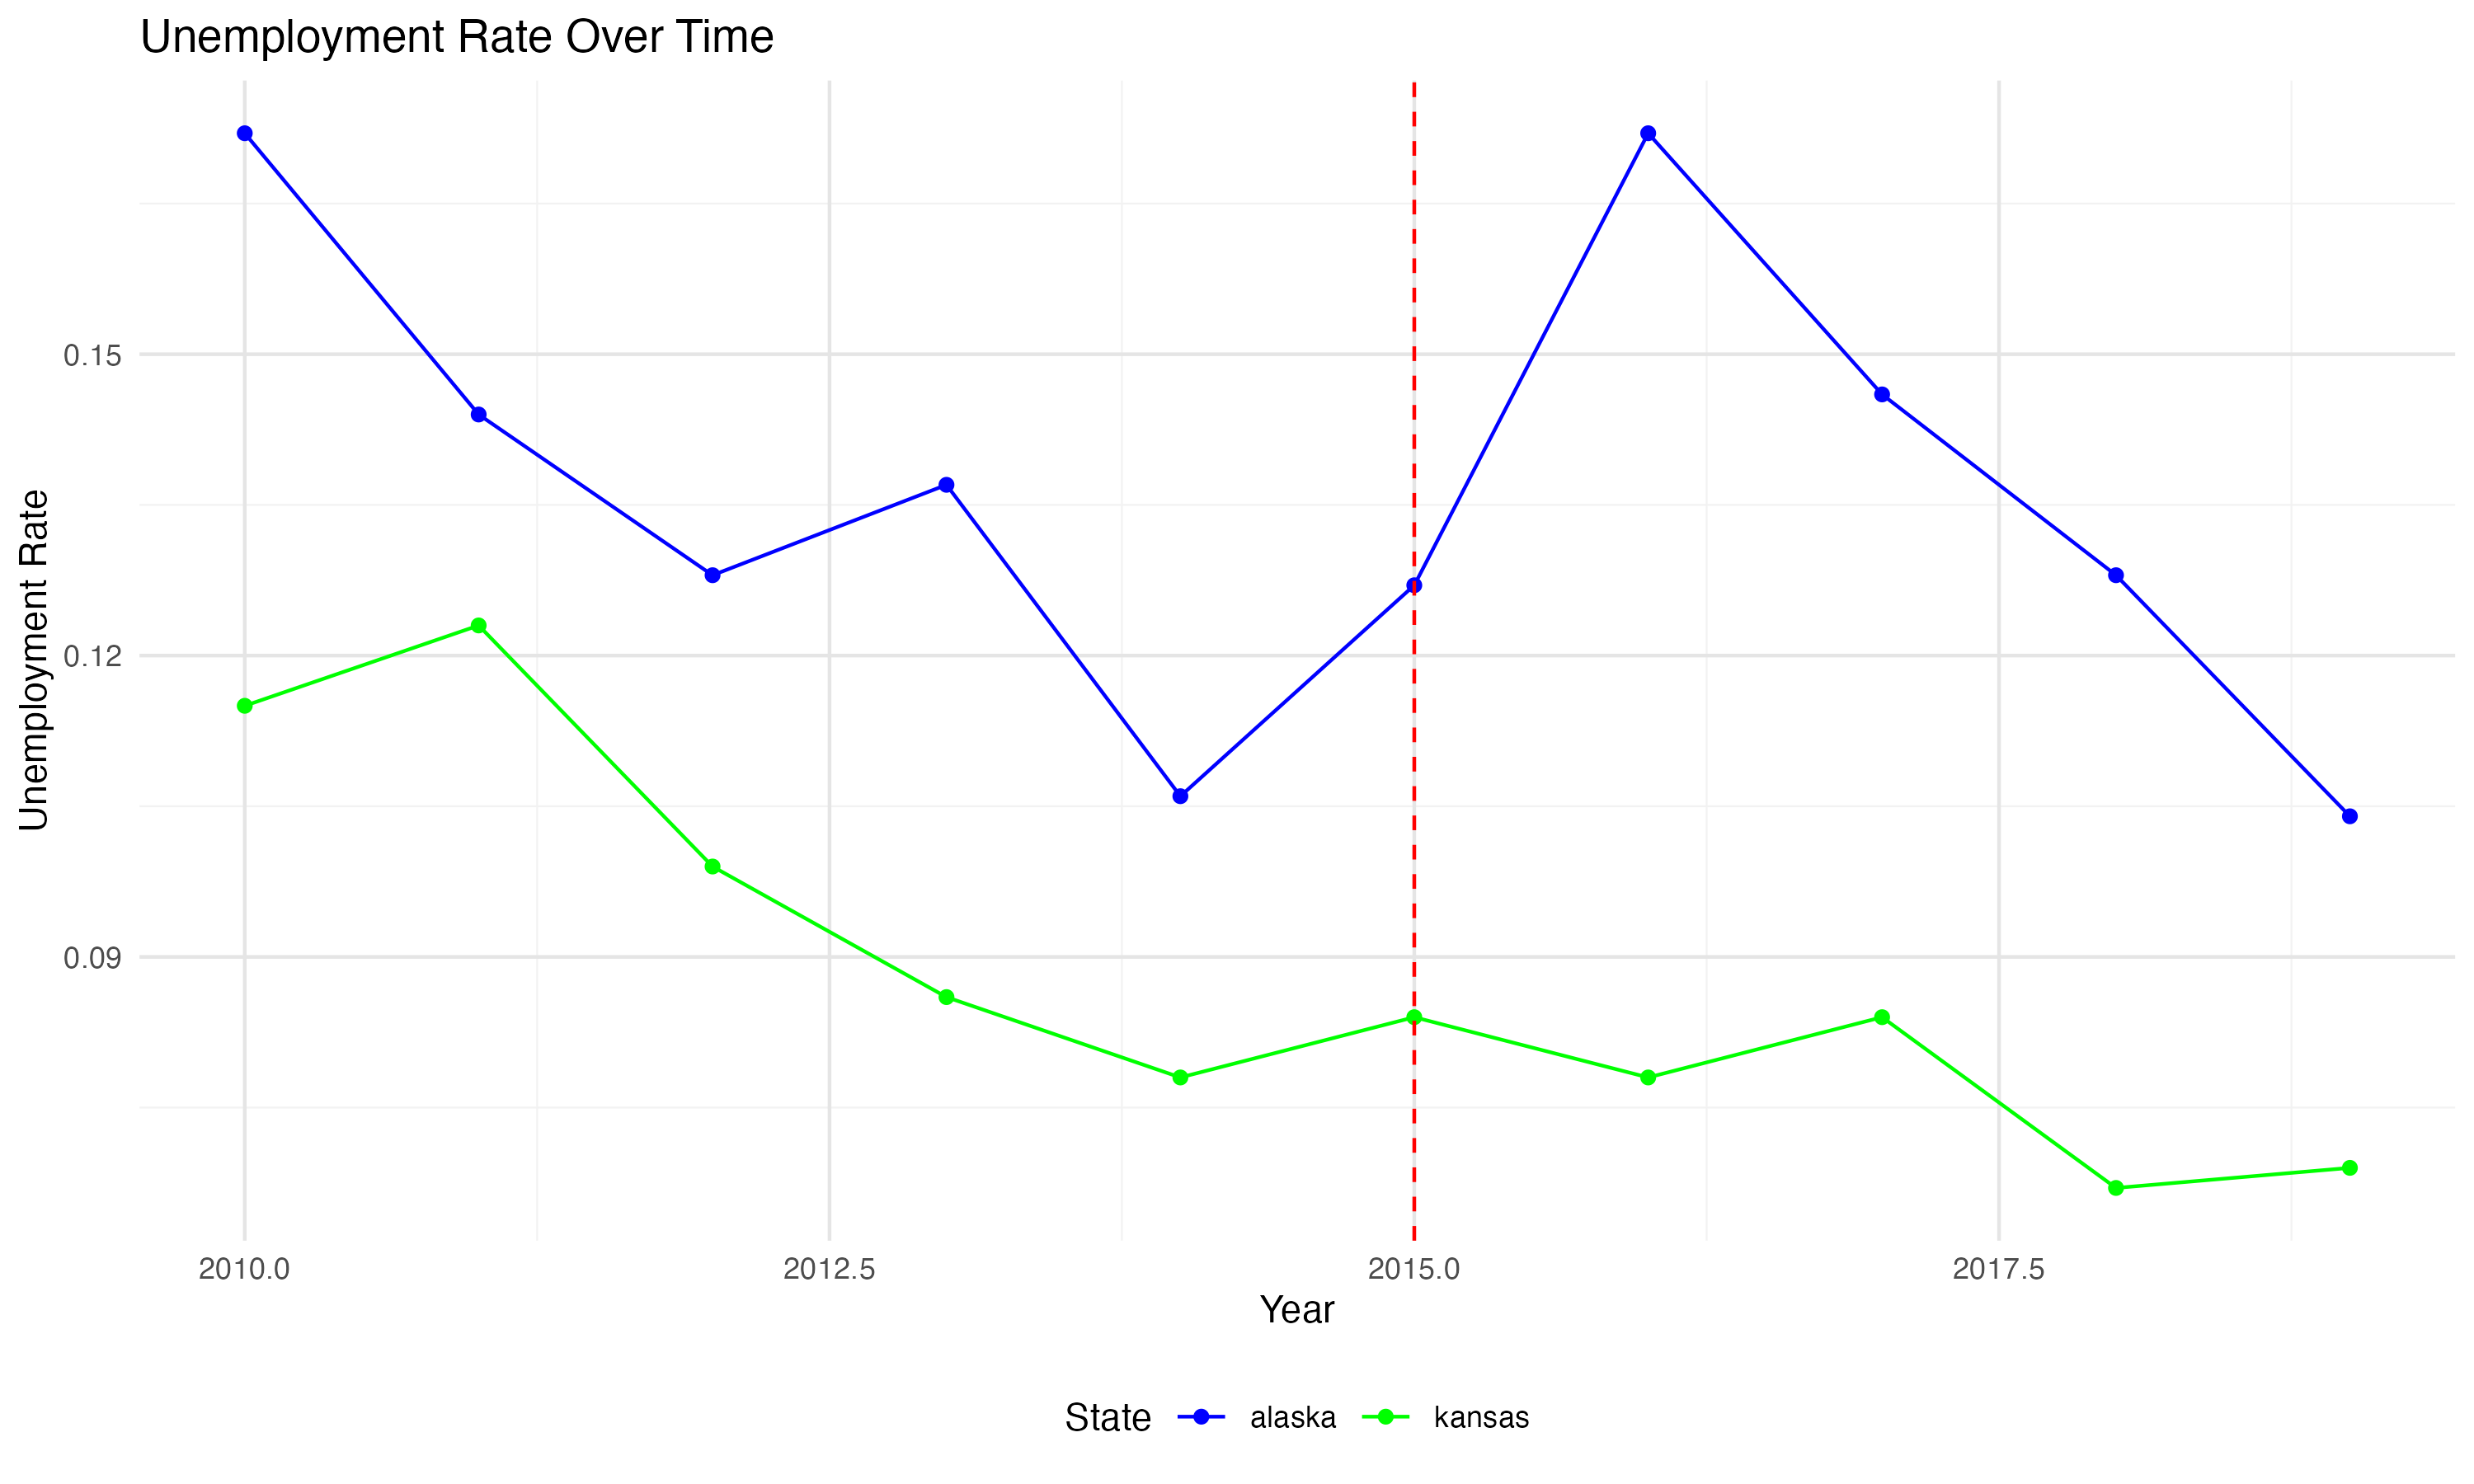 Unemployment Rate Over Time
Unemployment Rate
0.15
0.12
0.09
2010.0 2012.5 2015.0 2017.5
Year
State alaska kansas